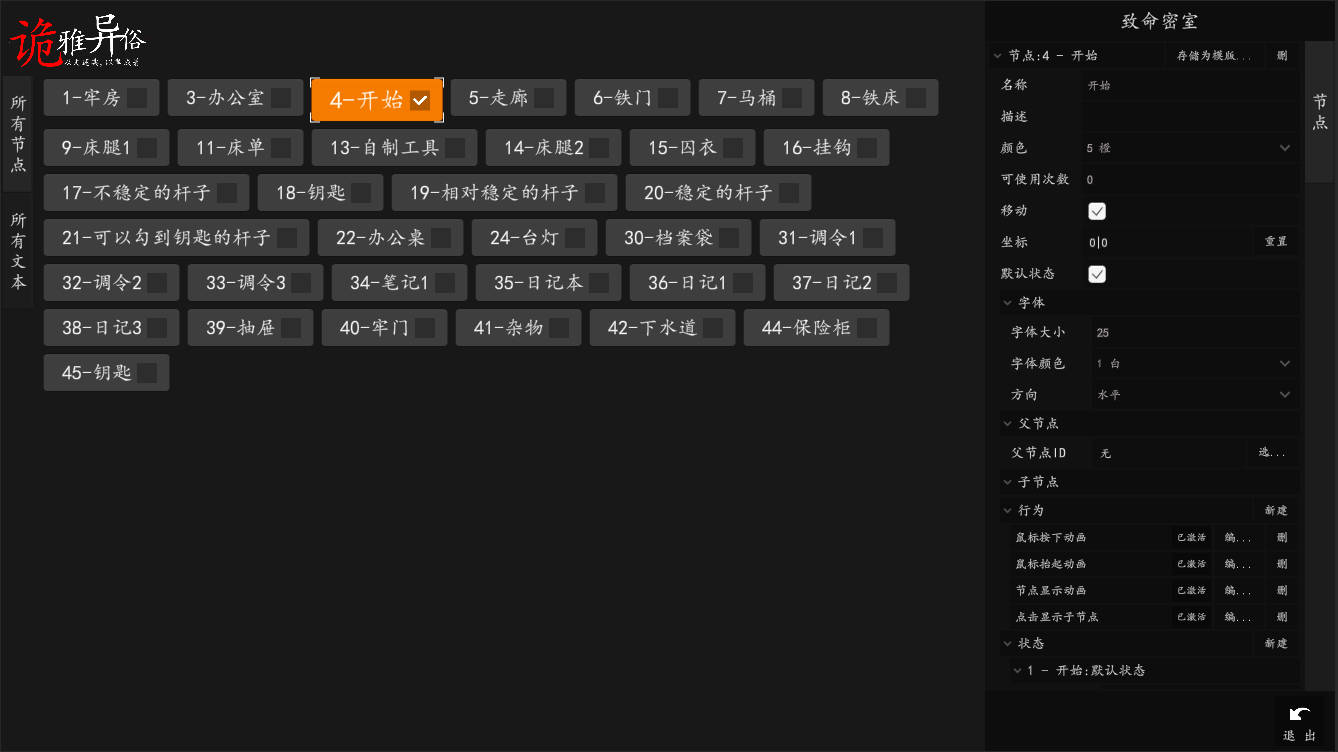 诡雅异俗
致命密室
所有节点
所有文本
1-牢房
3-办公室
4-开始
5-走廊
6-铁门
7-马桶
8-铁床
9-床腿1
11-床单
13-自制工具
14-床腿2
15-囚衣
16-挂钩
17-不稳定的杆子
18-钥匙
19-相对稳定的杆子
20-稳定的杆子
21-可以勾到钥匙的杆子
22-办公桌
24-台灯
30-档案袋
31-调令1
32-调令2
33-调令3
34-笔记1
35-日记本
36-日记1
37-日记2
38-日记3
39-抽屉
40-牢门
41-杂物
42-下水道
44-保险柜
45-钥匙
节点:4 - 开始 存储为模版... 删
名称 开始
描述
颜色 5 橙
可使用次数 0
移动
坐标 0|0 重置
默认状态
字体
字体大小 25
字体颜色 1 白
方向 水平
父节点
父节点ID 无 选...
子节点
行为 新建
鼠标按下动画 已激活 编... 删
鼠标抬起动画 已激活 编... 删
节点显示动画 已激活 编... 删
点击显示子节点 已激活 编... 删
状态 新建
1 - 开始:默认状态
节点
退 出